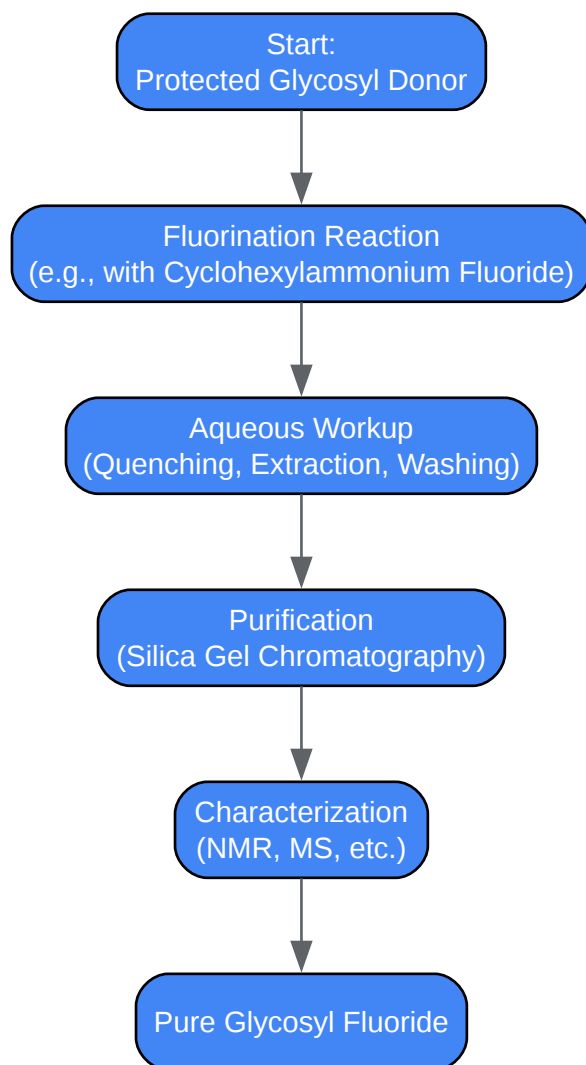 Start:
Protected Glycosyl Donor
Fluorination Reaction
(e.g., with Cyclohexylammonium Fluoride)
Aqueous Workup
(Quenching, Extraction, Washing)
Purification
(Silica Gel Chromatography)
Characterization
(NMR, MS, etc.)
Pure Glycosyl Fluoride